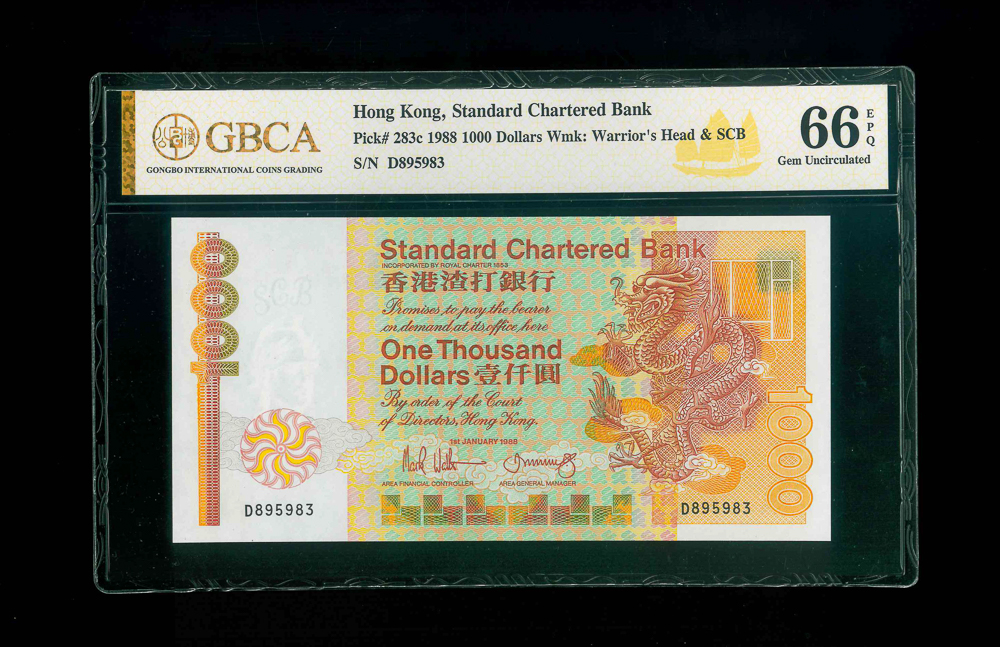 GBCA
GONGBO INTERNATIONAL COINS GRADING
Hong Kong, Standard Chartered Bank
Pick# 283c 1988 1000 Dollars Wmk: Warrior's Head & SCB
S/N D895983
66 EPQ
Gem Uncirculated
1000
SCB
Standard Chartered Bank
INCORPORATED BY ROYAL CHARTER 1853
香港渣打銀行
Promises to pay the bearer
on demand at its office here
One Thousand
Dollars 壹仟圓
By order of the Court
of Directors, Hong Kong.
1st JANUARY 1988
AREA FINANCIAL CONTROLLER
AREA GENERAL MANAGER
D895983
D895983
1000